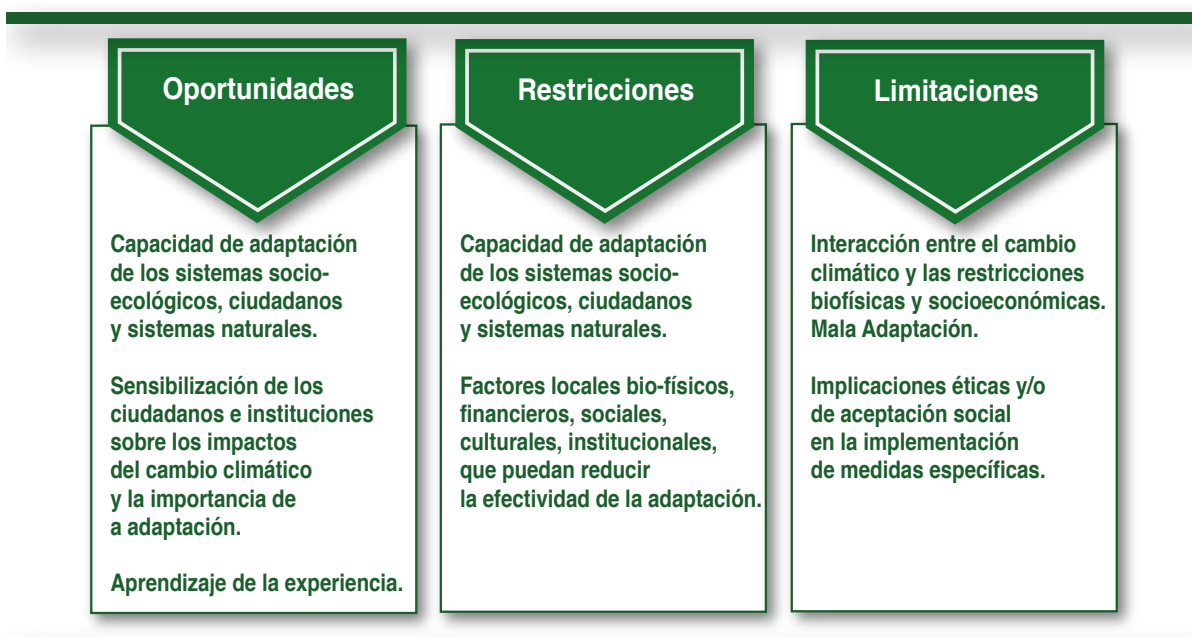 Oportunidades
Capacidad de adaptación
de los sistemas socio-
ecológicos, ciudadanos
y sistemas naturales.
Sensibilización de los
ciudadanos e instituciones
sobre los impactos
del cambio climático
y la importancia de
a adaptación.
Aprendizaje de la experiencia.
Restricciones
Capacidad de adaptación
de los sistemas socio-
ecológicos, ciudadanos
y sistemas naturales.
Factores locales bio-físicos,
financieros, sociales,
culturales, institucionales,
que puedan reducir
la efectividad de la adaptación.
Limitaciones
Interacción entre el cambio
climático y las restricciones
biofísicas y socioeconómicas.
Mala Adaptación.
Implicaciones éticas y/o
de aceptación social
en la implementación
de medidas específicas.